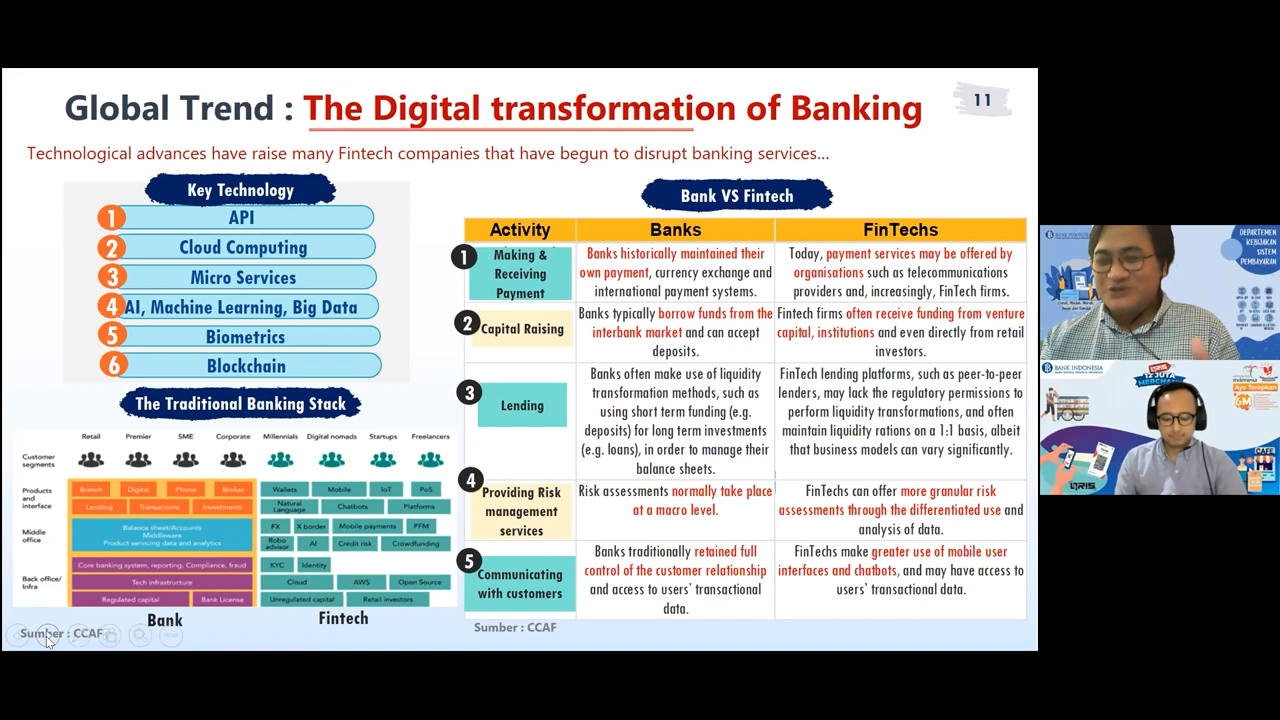 Global Trend : The Digital transformation of Banking
11
Technological advances have raise many Fintech companies that have begun to disrupt banking services...
Key Technology
1 API
2 Cloud Computing
3 Micro Services
4 AI, Machine Learning, Big Data
5 Biometrics
6 Blockchain
The Traditional Banking Stack
Retail Premier SME Corporate Millennials Digital nomads Startups Freelancers
Customer
segments
Products and
interface
Branch Digital Phone Broker Wallets Mobile IoT PoS
Lending Transactions Investments Natural Language Chatbots Platforms
Middle
office
Balance sheet/Accounts
Middleware
Product servicing data and analytics
FX X border Mobile payments PFM
Robo advisor AI Credit risk Crowdfunding
Core banking system, reporting, Compliance, fraud KYC Identity
Back office/
Infra
Tech infrastructure Cloud AWS Open Source
Regulated capital Bank License Unregulated capital Retail investors
Bank Fintech
Sumber : CCAF
Bank VS Fintech
Activity Banks FinTechs
1
Making &
Receiving
Payment
Banks historically maintained their
own payment, currency exchange and
international payment systems.
Today, payment services may be offered by
organisations such as telecommunications
providers and, increasingly, FinTech firms.
2
Capital Raising
Banks typically borrow funds from the
interbank market and can accept
deposits.
Fintech firms often receive funding from venture
capital, institutions and even directly from retail
investors.
3
Lending
Banks often make use of liquidity
transformation methods, such as
using short term funding (e.g.
deposits) for long term investments
(e.g. loans), in order to manage their
balance sheets.
FinTech lending platforms, such as peer-to-peer
lenders, may lack the regulatory permissions to
perform liquidity transformations, and often
maintain liquidity rations on a 1:1 basis, albeit
that business models can vary significantly.
4
Providing Risk
management
services
Risk assessments normally take place
at a macro level.
FinTechs can offer more granular risk
assessments through the differentiated use and
analysis of data.
5
Communicating
with customers
Banks traditionally retained full
control of the customer relationship
and access to users' transactional
data.
FinTechs make greater use of mobile user
interfaces and chatbots, and may have access to
users' transactional data.
Sumber : CCAF
BANK INDONESIA
DEPARTEMEN
KEBIJAKAN
SISTEM
PEMBAYARAN
BANK INDONESIA
QRIS
12 JUTA
MERCHANT
Ayo Terapkan
6M
CAFE
QRIS